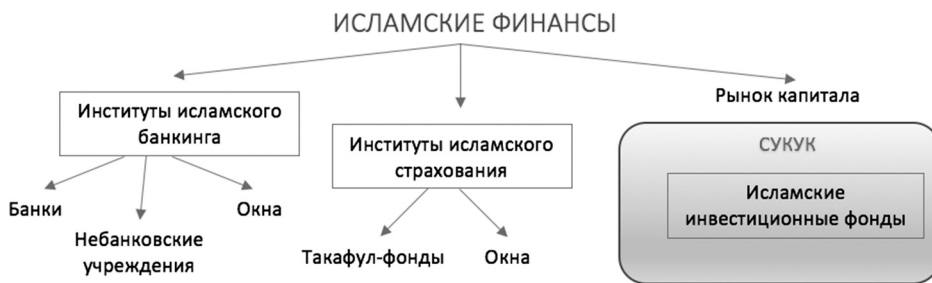 ИСЛАМСКИЕ ФИНАНСЫ
Институты исламского
банкинга
Банки
Небанковские
учреждения
Окна
Институты исламского
страхования
Такафул-фонды
Окна
Рынок капитала
СУКУК
Исламские
инвестиционные фонды